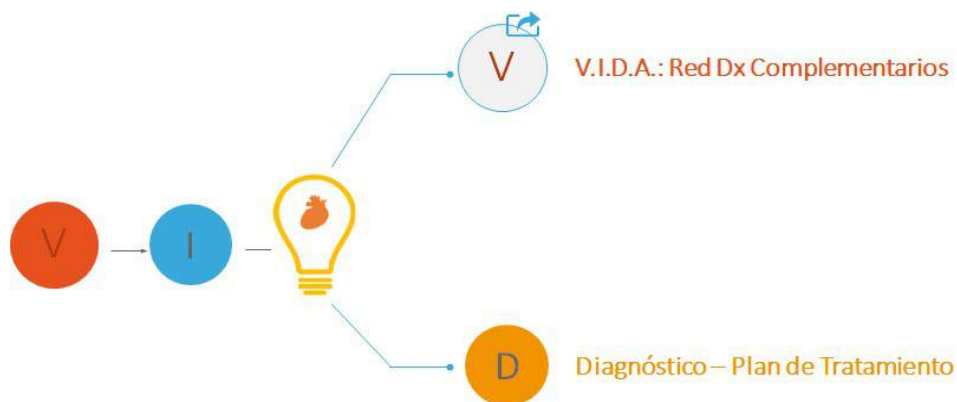 V
V.I.D.A.: Red Dx Complementarios
V
I
D
Diagnóstico – Plan de Tratamiento